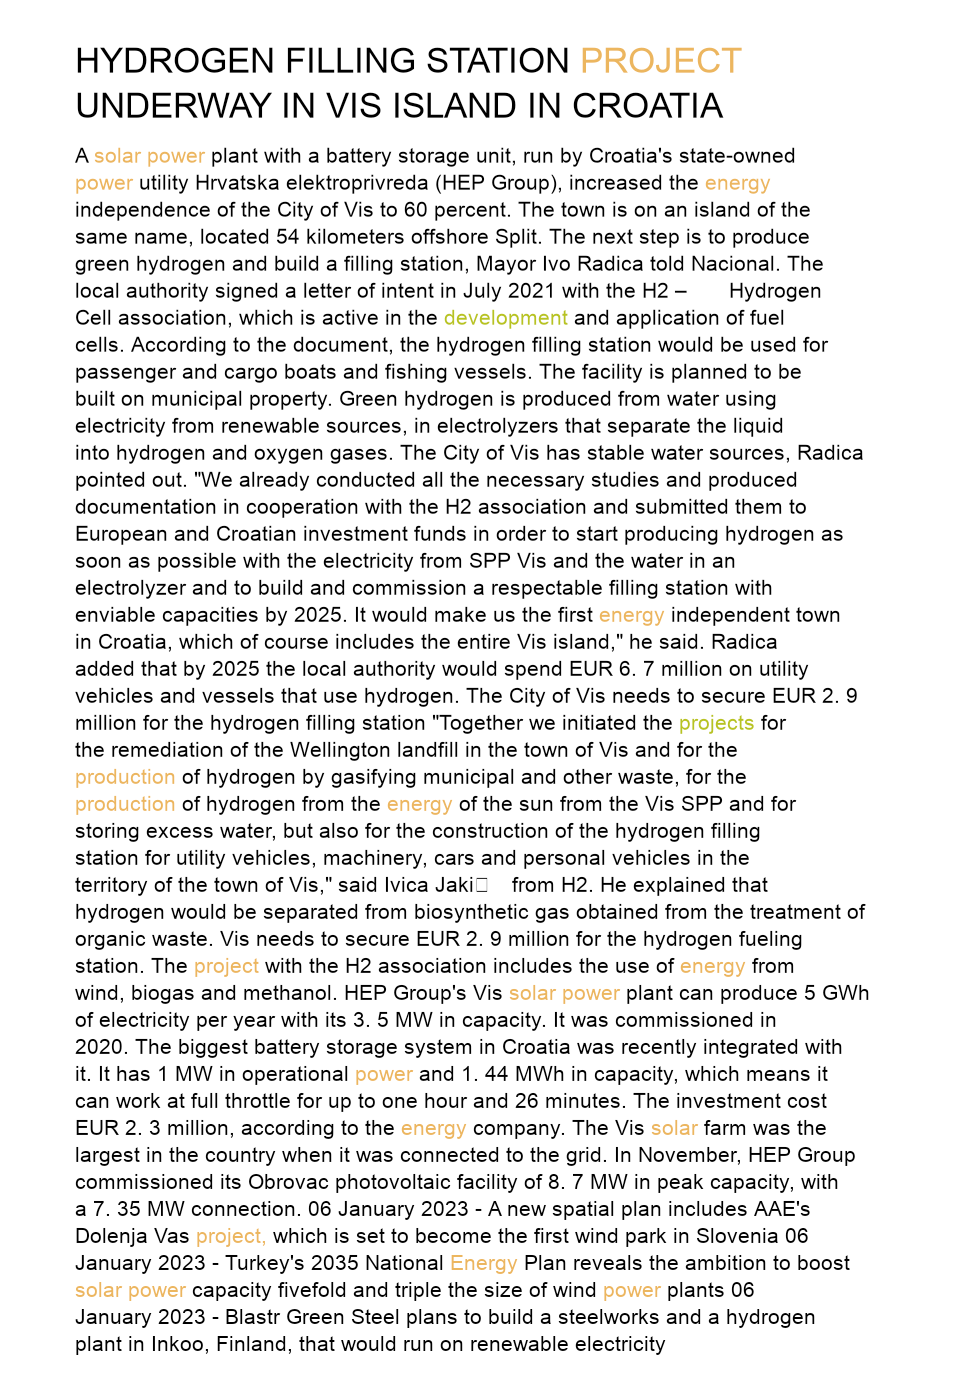 HYDROGEN FILLING STATION PROJECT
UNDERWAY IN VIS ISLAND IN CROATIA
A solar power plant with a battery storage unit, run by Croatia's state-owned
power utility Hrvatska elektroprivreda (HEP Group), increased the energy
independence of the City of Vis to 60 percent. The town is on an island of the
same name, located 54 kilometers offshore Split. The next step is to produce
green hydrogen and build a filling station, Mayor Ivo Radica told Nacional. The
local authority signed a letter of intent in July 2021 with the H2 – Hydrogen
Cell association, which is active in the development and application of fuel
cells. According to the document, the hydrogen filling station would be used for
passenger and cargo boats and fishing vessels. The facility is planned to be
built on municipal property. Green hydrogen is produced from water using
electricity from renewable sources, in electrolyzers that separate the liquid
into hydrogen and oxygen gases. The City of Vis has stable water sources, Radica
pointed out. "We already conducted all the necessary studies and produced
documentation in cooperation with the H2 association and submitted them to
European and Croatian investment funds in order to start producing hydrogen as
soon as possible with the electricity from SPP Vis and the water in an
electrolyzer and to build and commission a respectable filling station with
enviable capacities by 2025. It would make us the first energy independent town
in Croatia, which of course includes the entire Vis island," he said. Radica
added that by 2025 the local authority would spend EUR 6. 7 million on utility
vehicles and vessels that use hydrogen. The City of Vis needs to secure EUR 2. 9
million for the hydrogen filling station "Together we initiated the projects for
the remediation of the Wellington landfill in the town of Vis and for the
production of hydrogen by gasifying municipal and other waste, for the
production of hydrogen from the energy of the sun from the Vis SPP and for
storing excess water, but also for the construction of the hydrogen filling
station for utility vehicles, machinery, cars and personal vehicles in the
territory of the town of Vis," said Ivica Jaki□ from H2. He explained that
hydrogen would be separated from biosynthetic gas obtained from the treatment of
organic waste. Vis needs to secure EUR 2. 9 million for the hydrogen fueling
station. The project with the H2 association includes the use of energy from
wind, biogas and methanol. HEP Group's Vis solar power plant can produce 5 GWh
of electricity per year with its 3. 5 MW in capacity. It was commissioned in
2020. The biggest battery storage system in Croatia was recently integrated with
it. It has 1 MW in operational power and 1. 44 MWh in capacity, which means it
can work at full throttle for up to one hour and 26 minutes. The investment cost
EUR 2. 3 million, according to the energy company. The Vis solar farm was the
largest in the country when it was connected to the grid. In November, HEP Group
commissioned its Obrovac photovoltaic facility of 8. 7 MW in peak capacity, with
a 7. 35 MW connection. 06 January 2023 - A new spatial plan includes AAE's
Dolenja Vas project, which is set to become the first wind park in Slovenia 06
January 2023 - Turkey's 2035 National Energy Plan reveals the ambition to boost
solar power capacity fivefold and triple the size of wind power plants 06
January 2023 - Blastr Green Steel plans to build a steelworks and a hydrogen
plant in Inkoo, Finland, that would run on renewable electricity